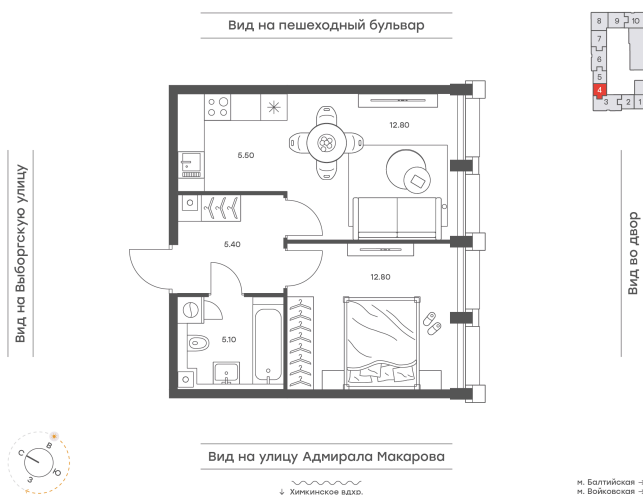 Вид на пешеходный бульвар
8 9 10
7
6
5
4
3 2 1
12.80
5.50
Вид на Выборгскую улицу
5.40
12.80
Вид во двор
5.10
В
С
Ю
З
Вид на улицу Адмирала Макарова
↓ Химкинское вдхр.
м. Балтийская
м. Войковская